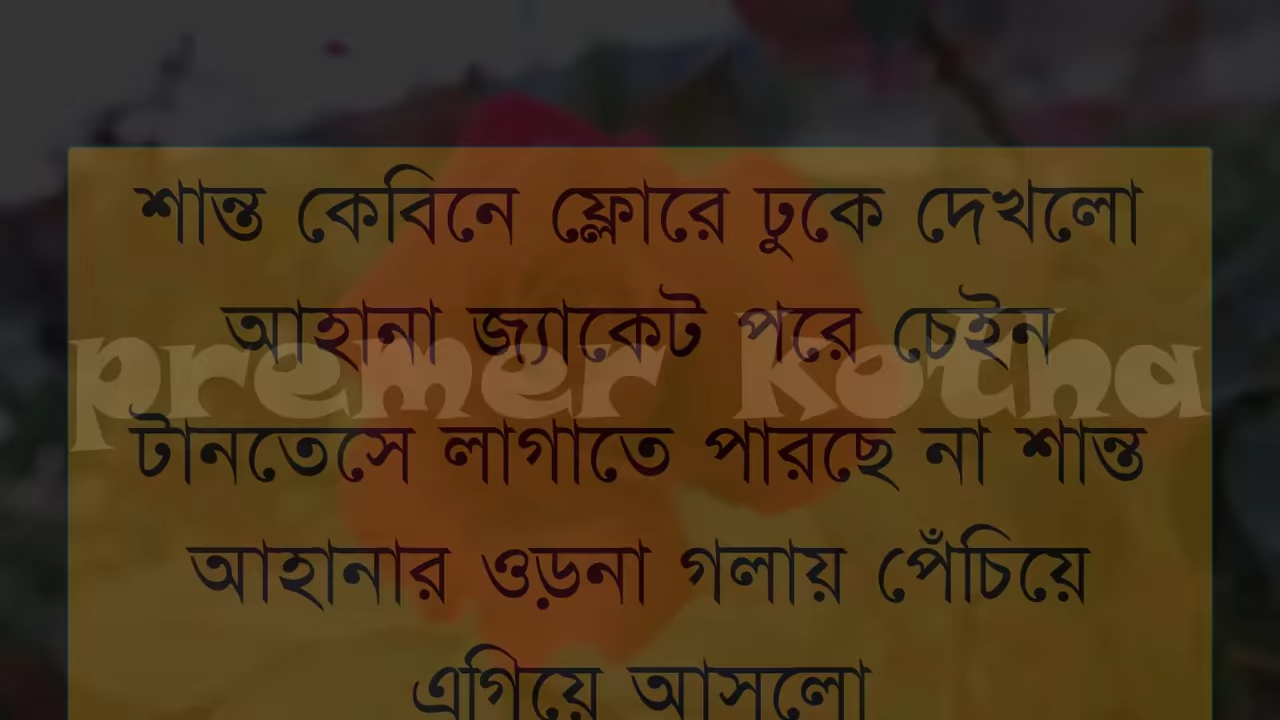 শান্ত কেবিনে ফ্লোরে ঢুকে দেখলো
আহানা জ্যাকেট পরে চেইন
premer kotha
টানতেসে লাগাতে পারছে না শান্ত
আহানার ওড়না গলায় পেঁচিয়ে
এগিয়ে আসলো